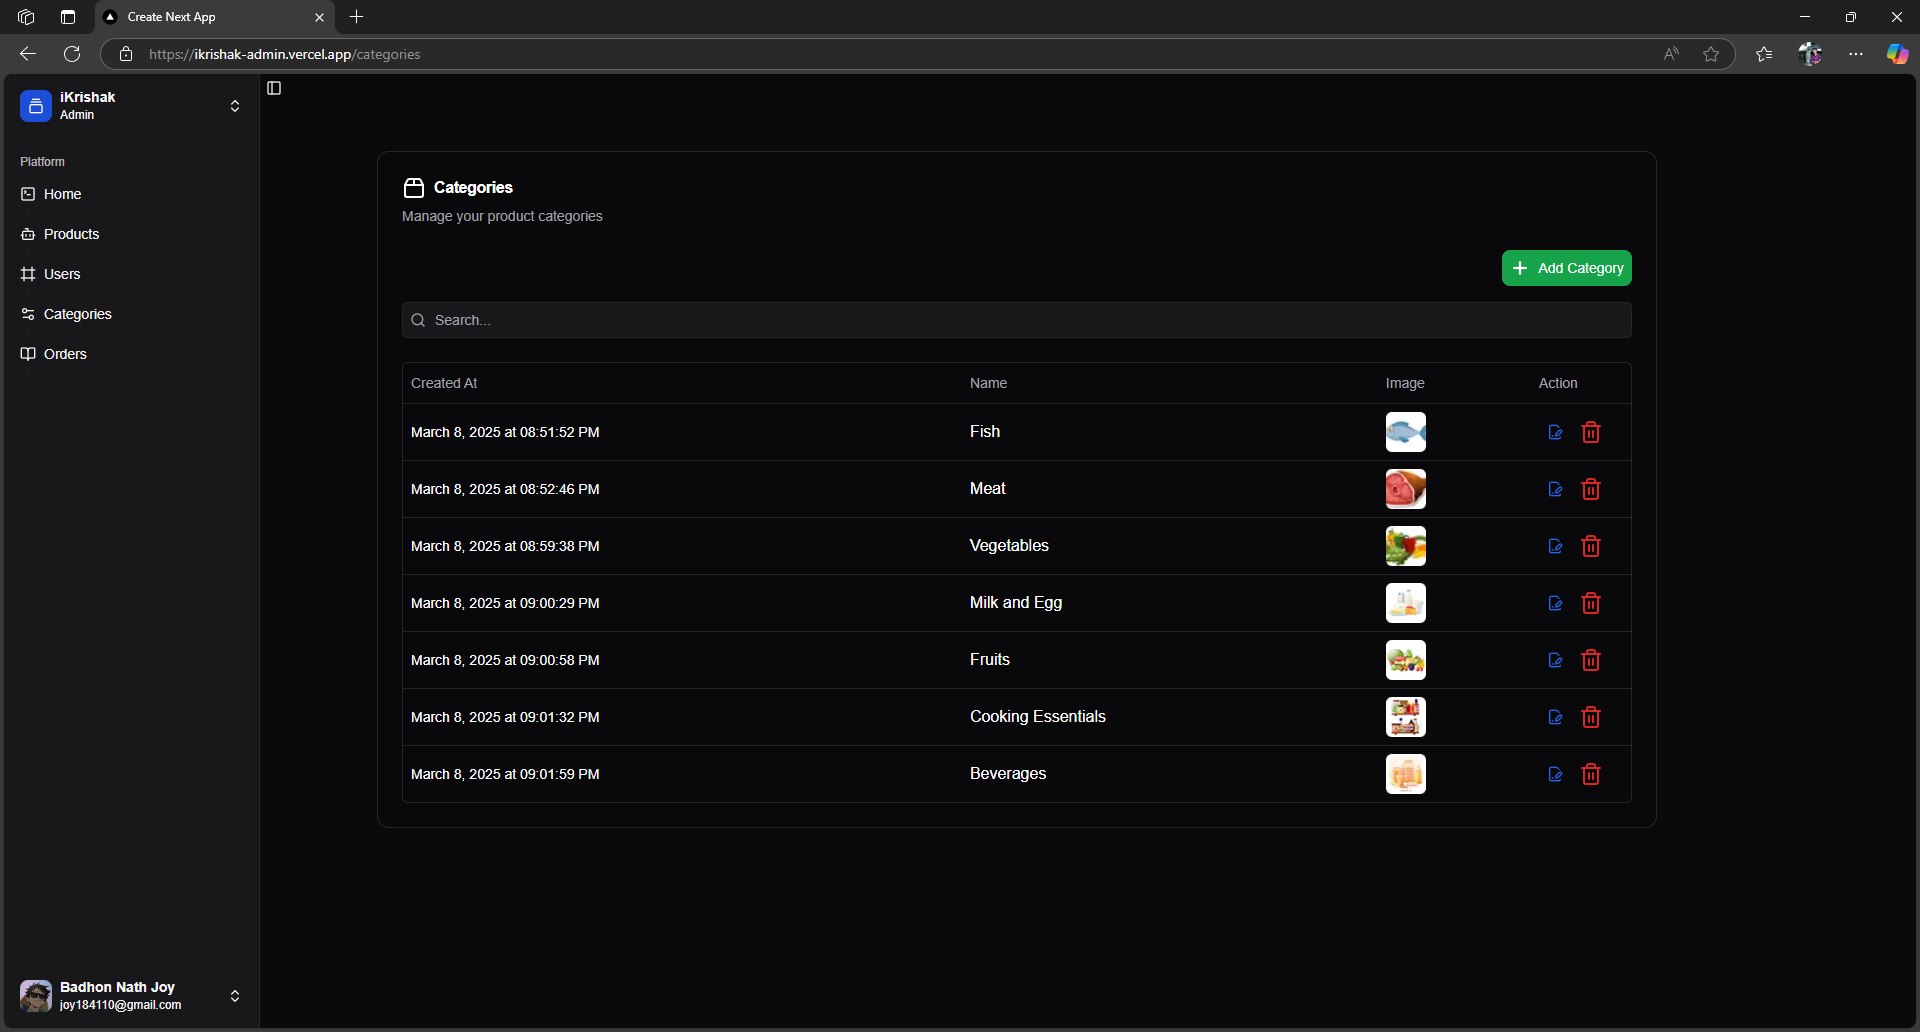 Create Next App
https://ikrishak-admin.vercel.app/categories
iKrishak
Admin
Platform
Home
Products
Users
Categories
Orders
Categories
Manage your product categories
Add Category
Search...
Created At Name Image Action
March 8, 2025 at 08:51:52 PM Fish
March 8, 2025 at 08:52:46 PM Meat
March 8, 2025 at 08:59:38 PM Vegetables
March 8, 2025 at 09:00:29 PM Milk and Egg
March 8, 2025 at 09:00:58 PM Fruits
March 8, 2025 at 09:01:32 PM Cooking Essentials
March 8, 2025 at 09:01:59 PM Beverages
Badhon Nath Joy
joy184110@gmail.com